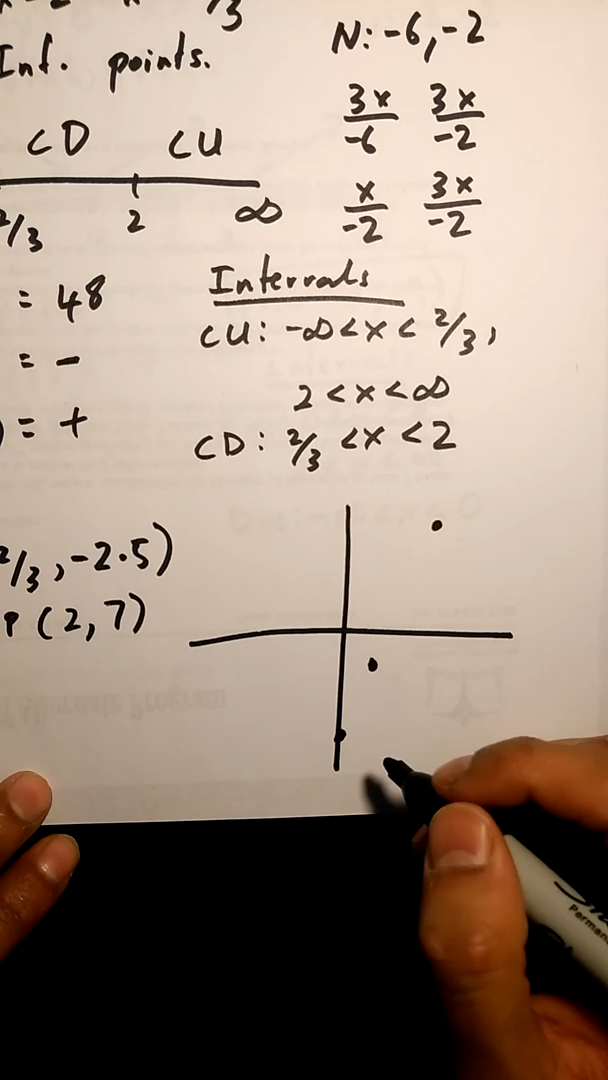 N: -6, -2
Inf. points.
3x/-6 3x/-2
CD CU
x/-2 3x/-2
2/3 2 ∞
Intervals
= 48
CU: -∞ < x < 2/3,
= -
2 < x < ∞
) = +
CD: 2/3 < x < 2
2/3, -2.5)
P (2, 7)